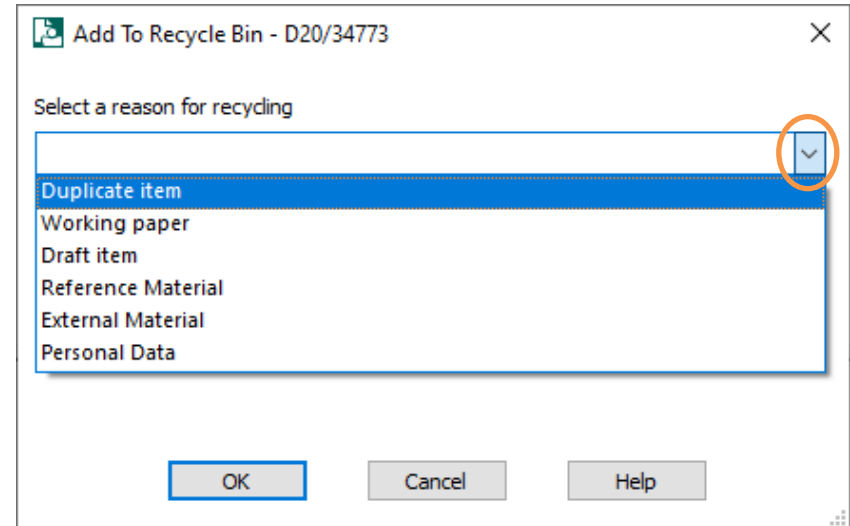 Add To Recycle Bin - D20/34773
Select a reason for recycling
Duplicate item
Working paper
Draft item
Reference Material
External Material
Personal Data
OK Cancel Help